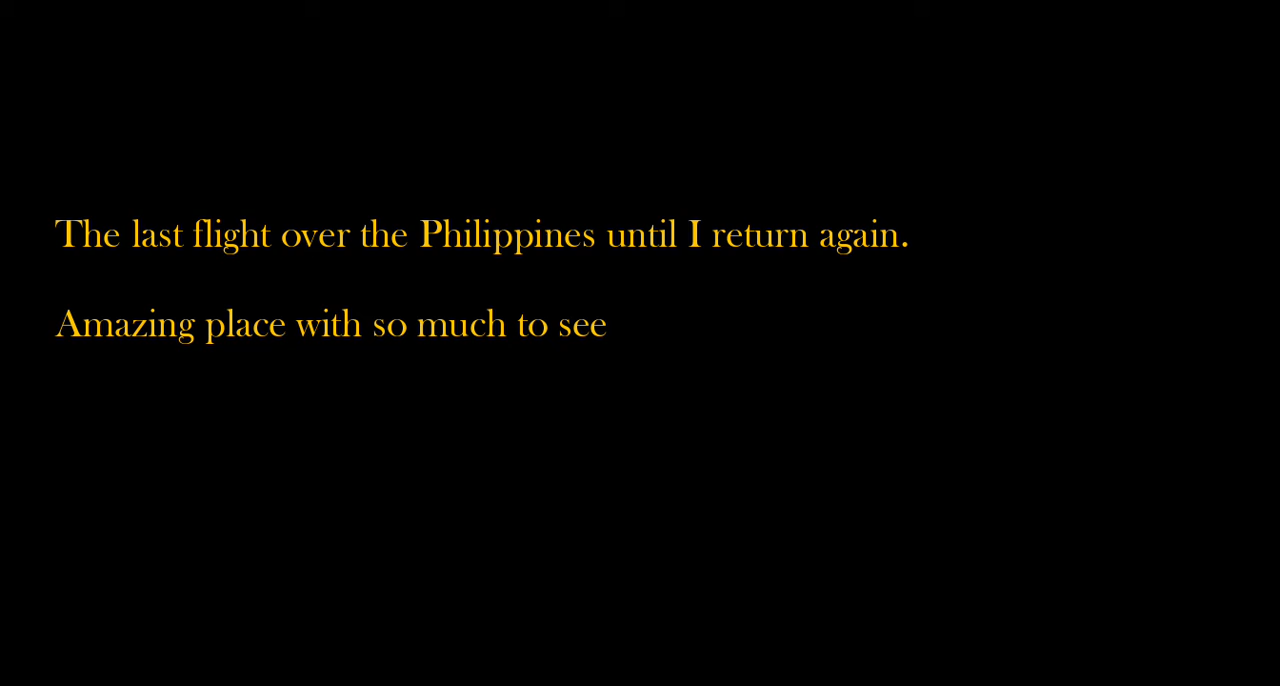 The last flight over the Philippines until I return again.
Amazing place with so much to see